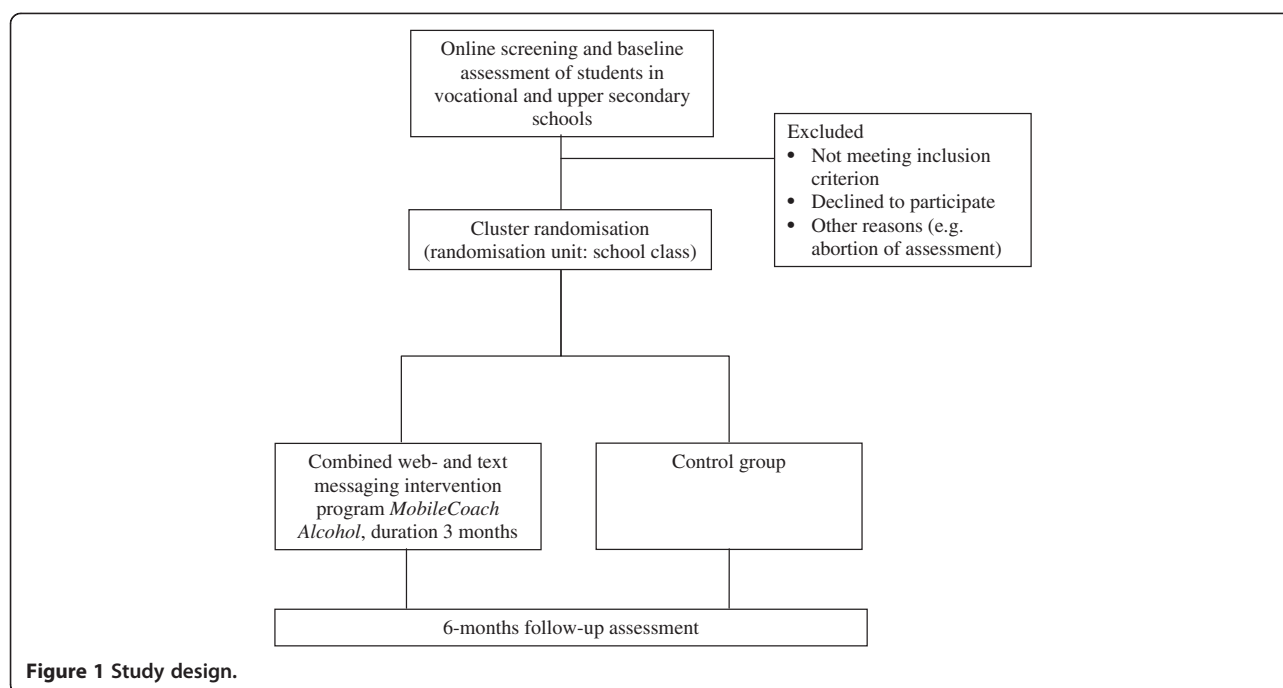 Online screening and baseline
assessment of students in
vocational and upper secondary
schools
Excluded
• Not meeting inclusion
criterion
• Declined to participate
• Other reasons (e.g.
abortion of assessment)
Cluster randomisation
(randomisation unit: school class)
Combined web- and text
messaging intervention
program MobileCoach
Alcohol, duration 3 months
Control group
6-months follow-up assessment
Figure 1 Study design.